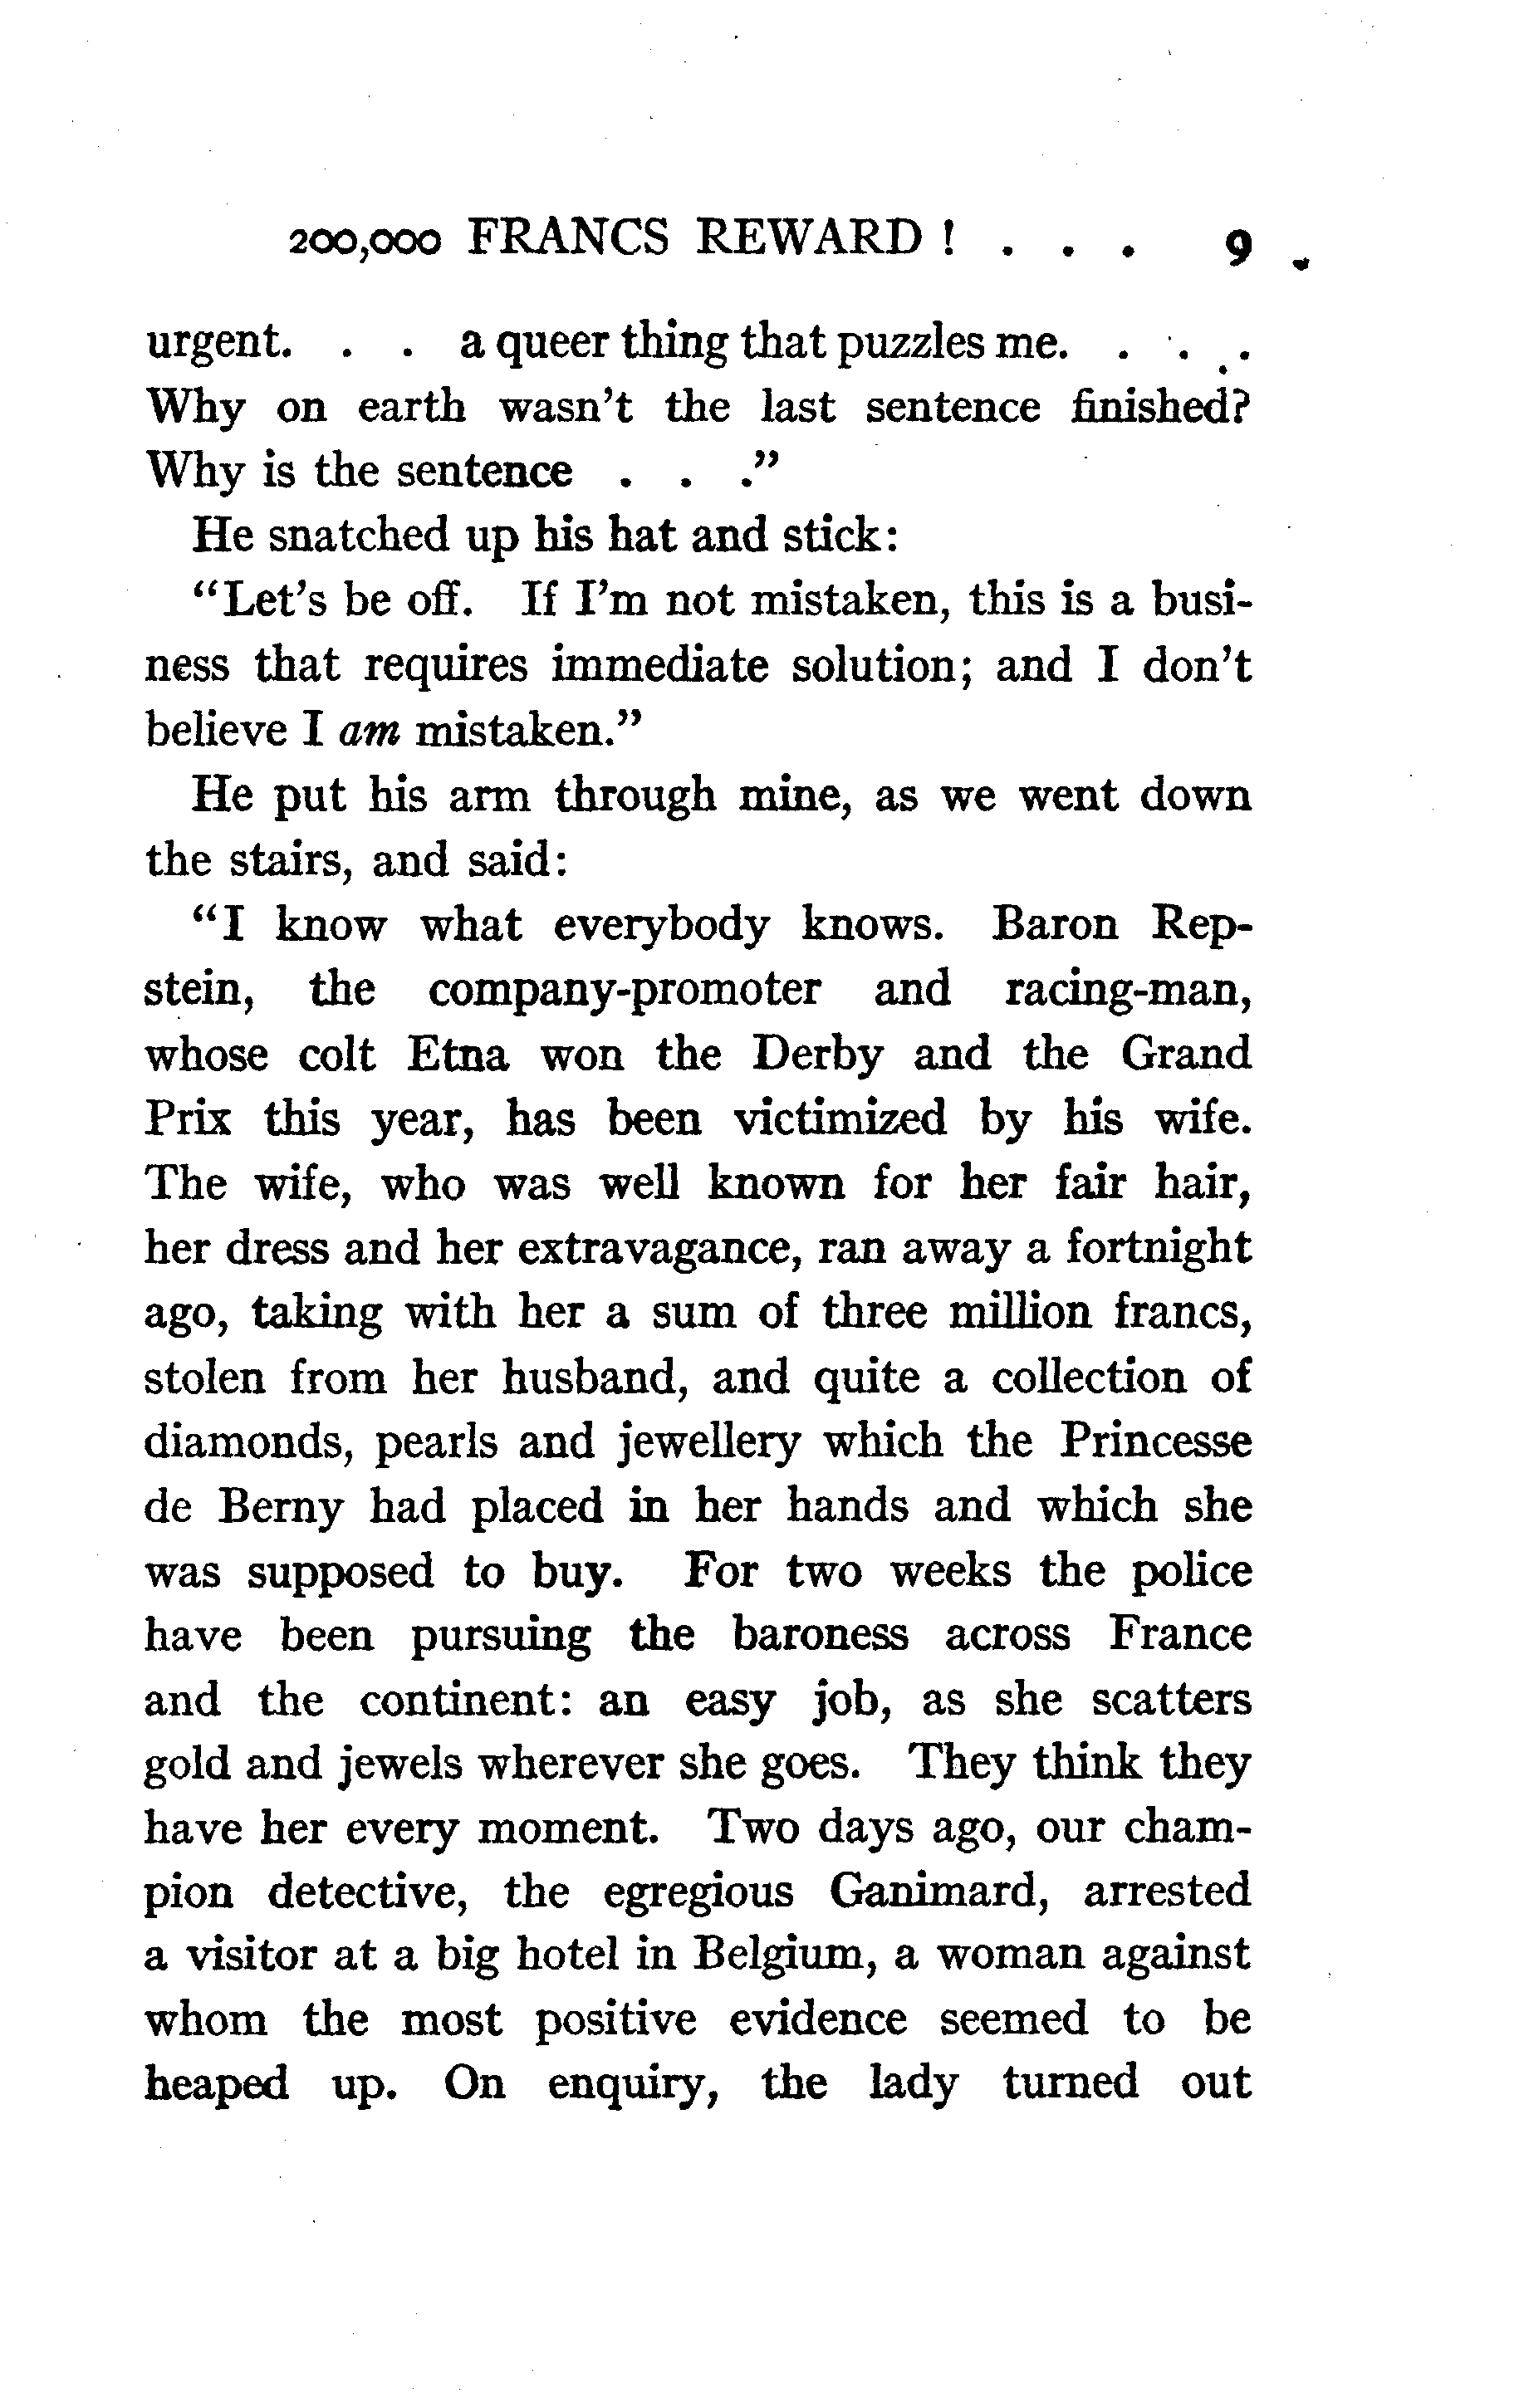 200,000 FRANCS REWARD ! . . . 9
urgent. . . a queer thing that puzzles me. . . .
Why on earth wasn't the last sentence finished?
Why is the sentence . . ."
He snatched up his hat and stick:
"Let's be off. If I'm not mistaken, this is a busi-
ness that requires immediate solution; and I don't
believe I am mistaken."
He put his arm through mine, as we went down
the stairs, and said:
"I know what everybody knows. Baron Rep-
stein, the company-promoter and racing-man,
whose colt Etna won the Derby and the Grand
Prix this year, has been victimized by his wife.
The wife, who was well known for her fair hair,
her dress and her extravagance, ran away a fortnight
ago, taking with her a sum of three million francs,
stolen from her husband, and quite a collection of
diamonds, pearls and jewellery which the Princesse
de Berny had placed in her hands and which she
was supposed to buy. For two weeks the police
have been pursuing the baroness across France
and the continent: an easy job, as she scatters
gold and jewels wherever she goes. They think they
have her every moment. Two days ago, our cham-
pion detective, the egregious Ganimard, arrested
a visitor at a big hotel in Belgium, a woman against
whom the most positive evidence seemed to be
heaped up. On enquiry, the lady turned out